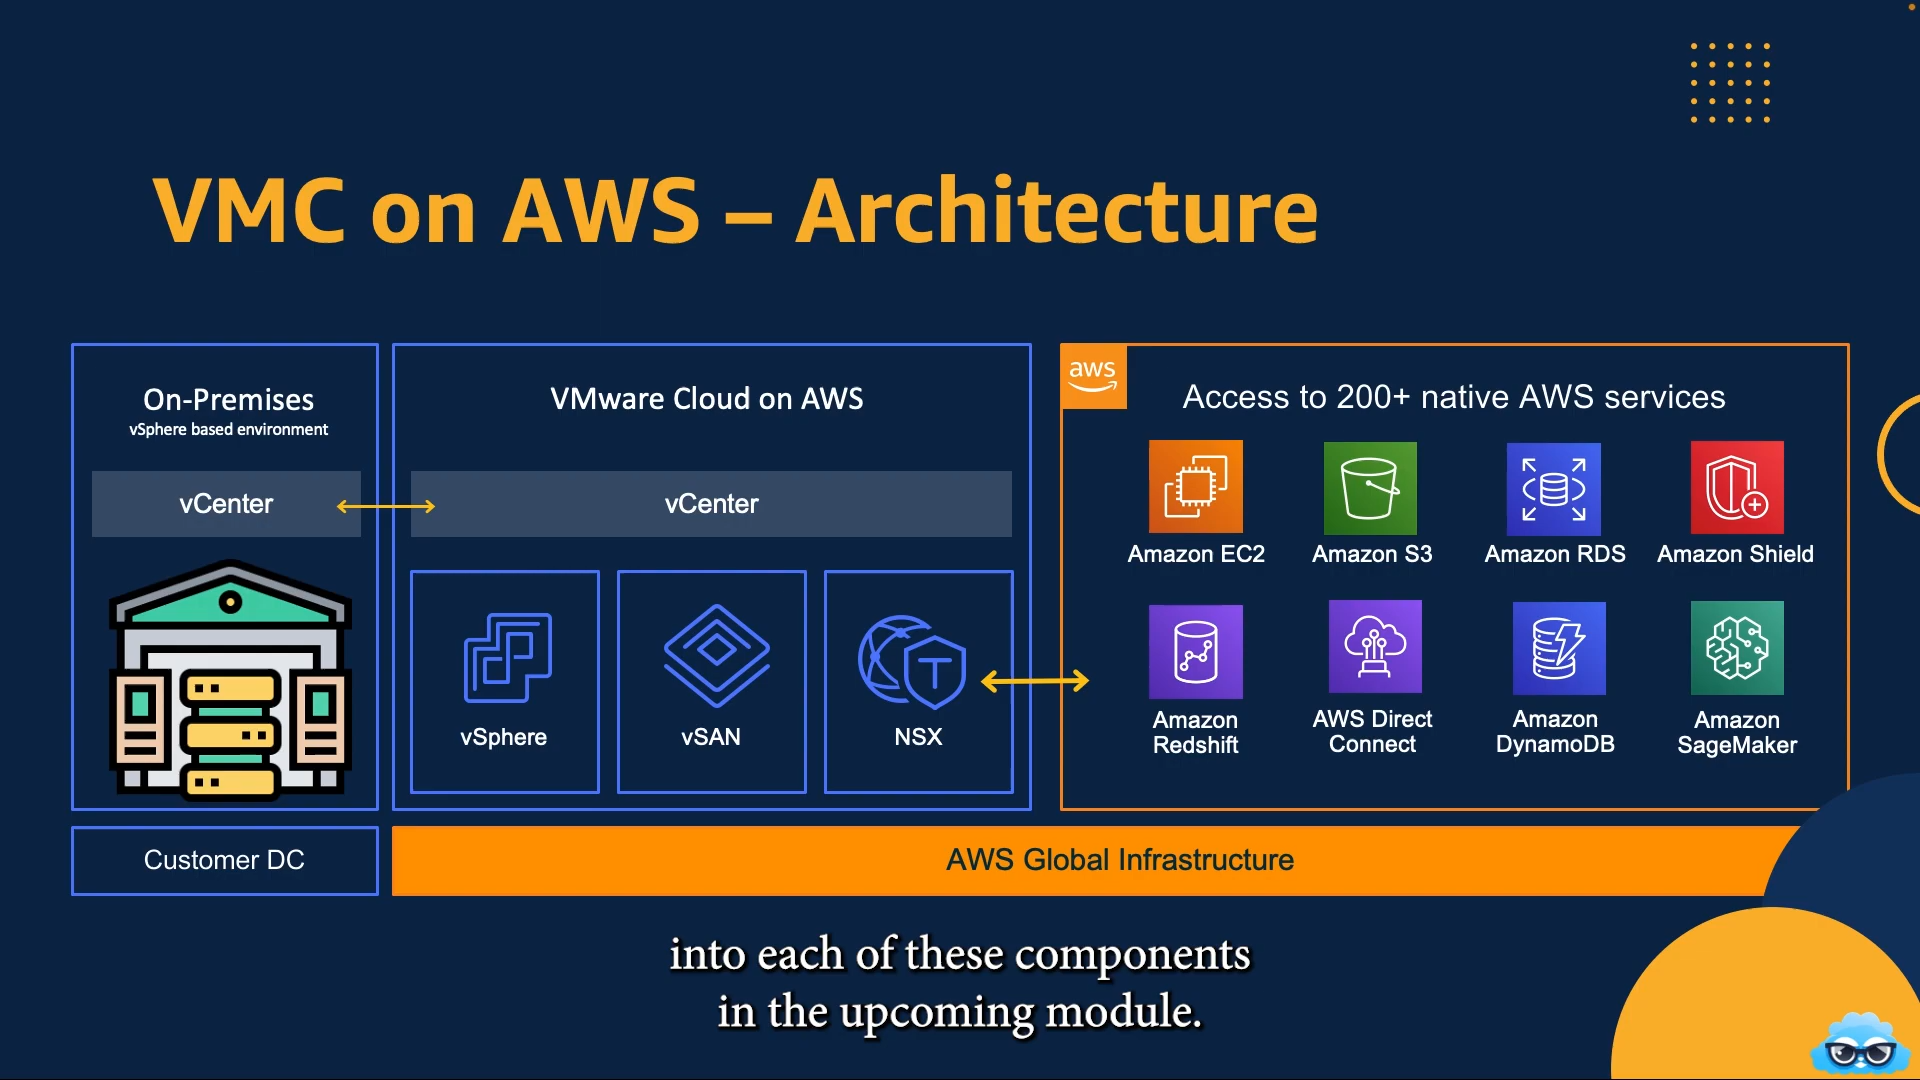 VMC on AWS – Architecture
On-Premises
vSphere based environment
vCenter
Customer DC
VMware Cloud on AWS
vCenter
vSphere
vSAN
NSX
T
aws
Access to 200+ native AWS services
Amazon EC2
Amazon S3
Amazon RDS
Amazon Shield
Amazon
Redshift
AWS Direct
Connect
Amazon
DynamoDB
Amazon
SageMaker
AWS Global Infrastructure
into each of these components
in the upcoming module.